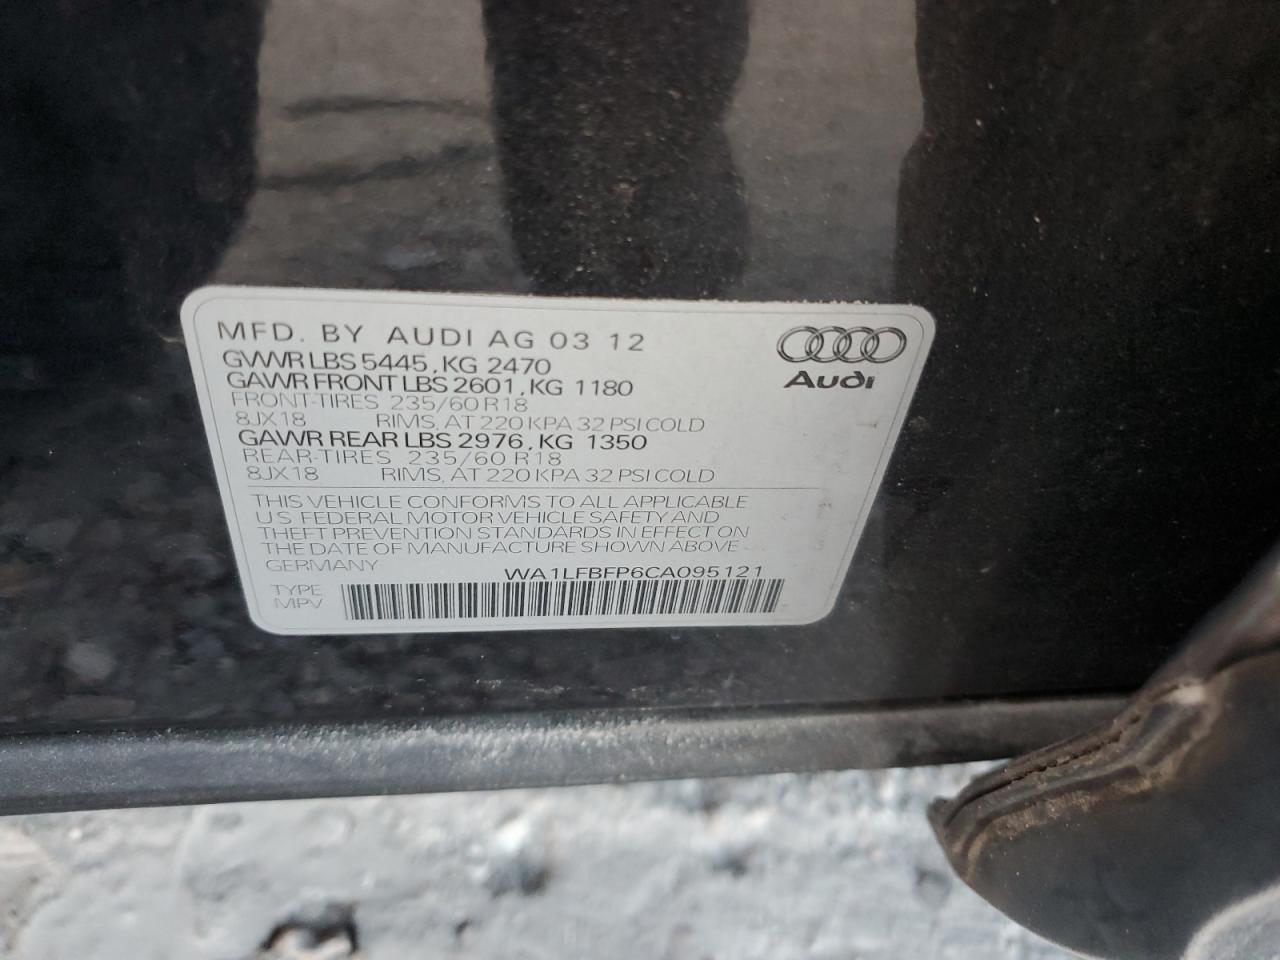 MFD. BY AUDI AG 03 12
GVWR LBS 5445, KG 2470
GAWR FRONT LBS 2601, KG 1180
FRONT-TIRES 235/60 R18
8JX18 RIMS, AT 220 KPA 32 PSI COLD
GAWR REAR LBS 2976, KG 1350
REAR-TIRES 235/60 R18
8JX18 RIMS, AT 220 KPA 32 PSI COLD
Audi
THIS VEHICLE CONFORMS TO ALL APPLICABLE
U.S. FEDERAL MOTOR VEHICLE SAFETY AND
THEFT PREVENTION STANDARDS IN EFFECT ON
THE DATE OF MANUFACTURE SHOWN ABOVE
GERMANY WA1LFBFP6CA095121
TYPE
MPV